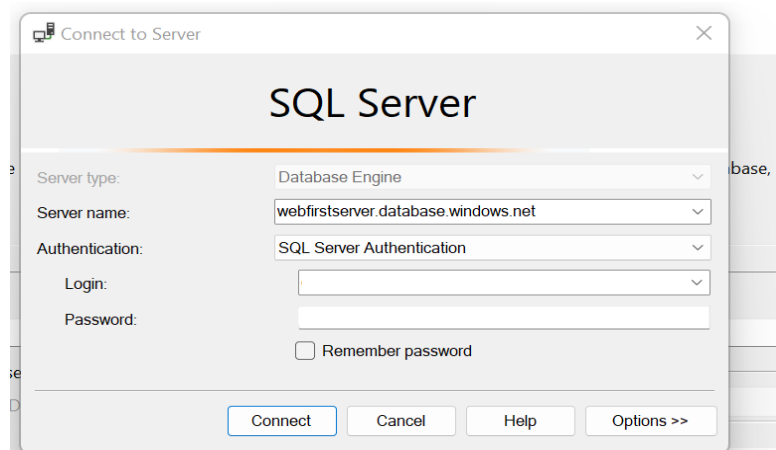 Connect to Server
SQL Server
Server type: Database Engine
Server name: webfirstserver.database.windows.net
Authentication: SQL Server Authentication
Login:
Password:
Remember password
Connect Cancel Help Options >>